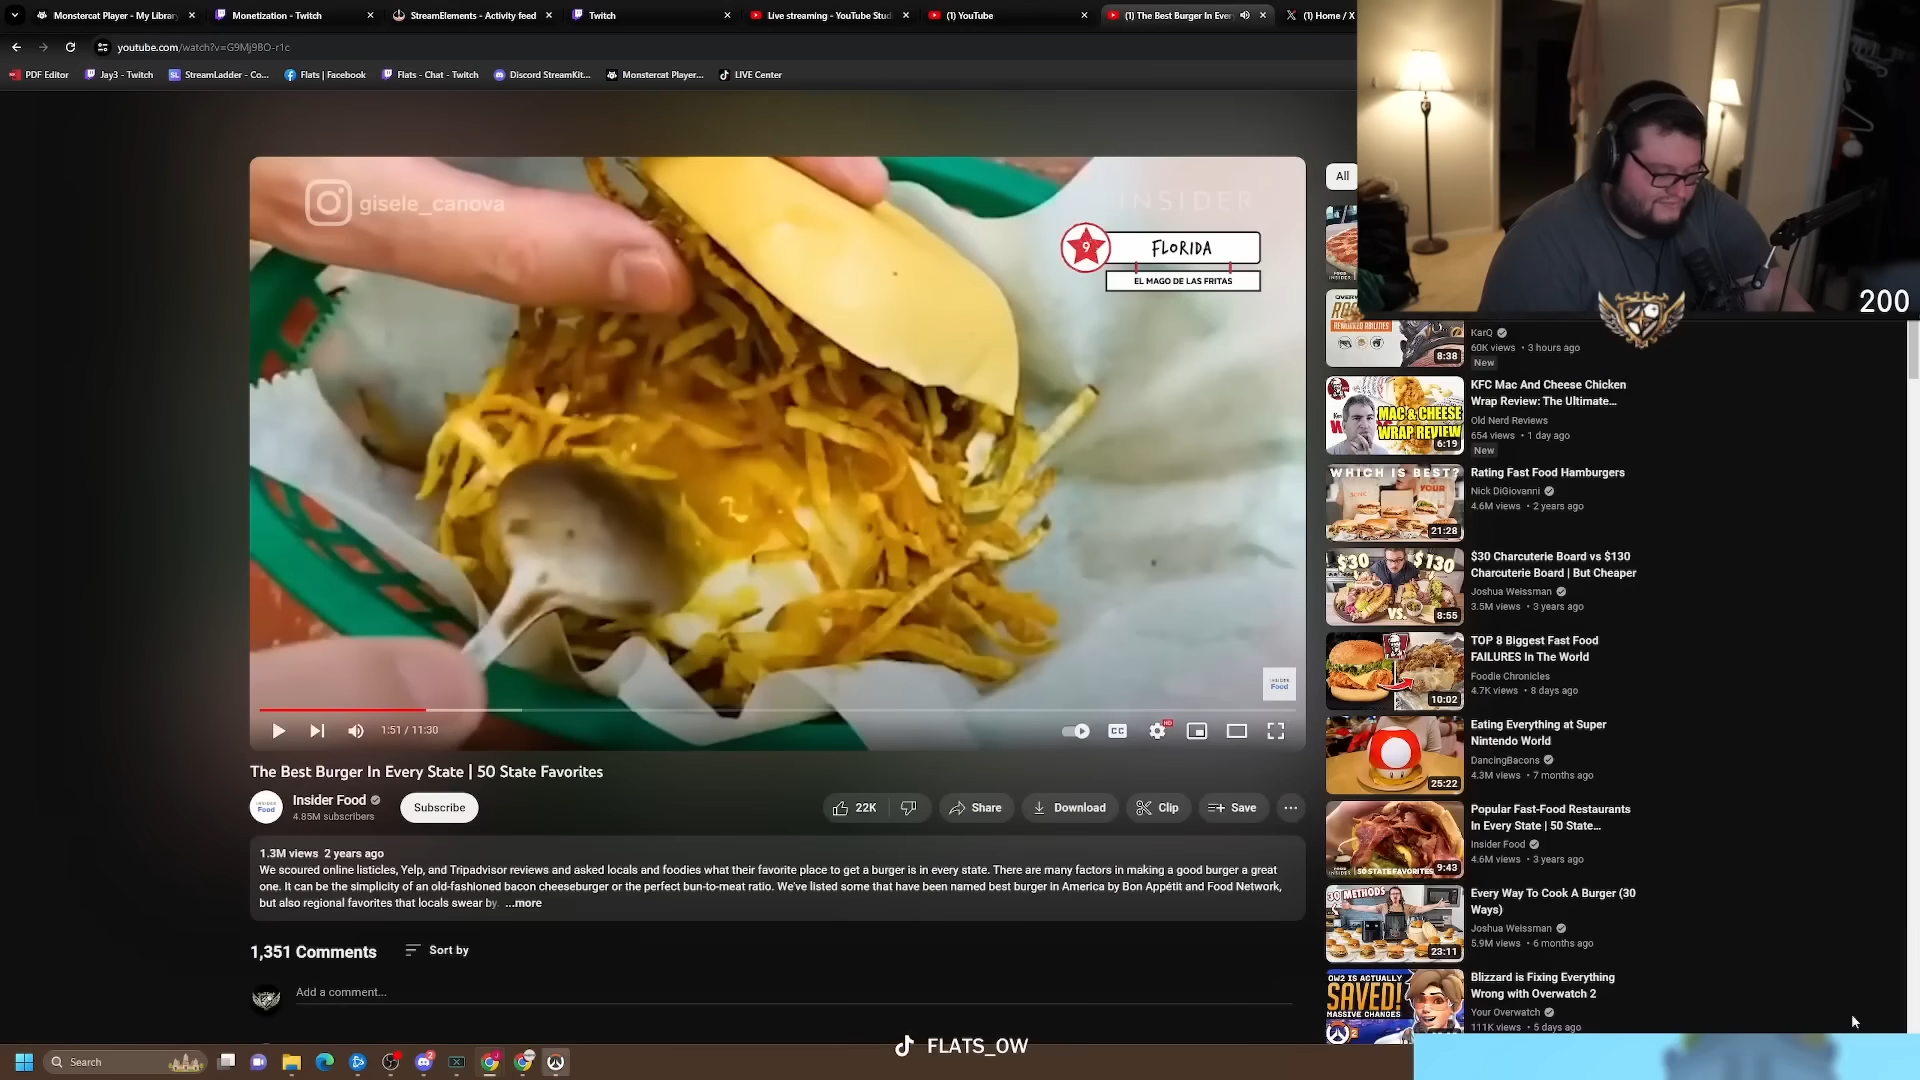 Monstercat Player - My Library
Monetization - Twitch
StreamElements - Activity feed
Twitch
Live streaming - YouTube Stud
(1) YouTube
(1) The Best Burger In Every
(1) Home / X
youtube.com/watch?v=G9Mj9BO-r1c
PDF Editor
Jay3 - Twitch
StreamLadder - Co...
Flats | Facebook
Flats - Chat - Twitch
Discord StreamKit...
Monstercat Player...
LIVE Center
gisele_canova
INSIDER
9
FLORIDA
EL MAGO DE LAS FRITAS
INSIDER
Food
1:51 / 11:30
CC
HD
The Best Burger In Every State | 50 State Favorites
Insider Food
4.85M subscribers
Subscribe
22K
Share
Download
Clip
Save
1.3M views 2 years ago
We scoured online listicles, Yelp, and Tripadvisor reviews and asked locals and foodies what their favorite place to get a burger is in every state. There are many factors in making a good burger a great
one. It can be the simplicity of an old-fashioned bacon cheeseburger or the perfect bun-to-meat ratio. We've listed some that have been named best burger in America by Bon Appétit and Food Network,
but also regional favorites that locals swear by. ...more
1,351 Comments
Sort by
Add a comment...
All
200
8:38
KarQ
60K views • 3 hours ago
New
MAC & CHEESE
WRAP REVIEW
6:19
KFC Mac And Cheese Chicken
Wrap Review: The Ultimate...
Old Nerd Reviews
654 views • 1 day ago
New
WHICH IS BEST?
YOUR
21:28
Rating Fast Food Hamburgers
Nick DiGiovanni
4.6M views • 2 years ago
$30 $130
VS.
8:55
$30 Charcuterie Board vs $130
Charcuterie Board | But Cheaper
Joshua Weissman
3.5M views • 3 years ago
10:02
TOP 8 Biggest Fast Food
FAILURES In The World
Foodie Chronicles
4.7K views • 8 days ago
25:22
Eating Everything at Super
Nintendo World
DancingBacons
4.3M views • 7 months ago
50 STATE FAVORITES
9:43
Popular Fast-Food Restaurants
In Every State | 50 State...
Insider Food
4.6M views • 3 years ago
30 METHODS
23:11
Every Way To Cook A Burger (30
Ways)
Joshua Weissman
5.9M views • 6 months ago
OW2 IS ACTUALLY
SAVED!
MASSIVE CHANGES
Blizzard is Fixing Everything
Wrong with Overwatch 2
Your Overwatch
111K views • 5 days ago
FLATS_OW
Search